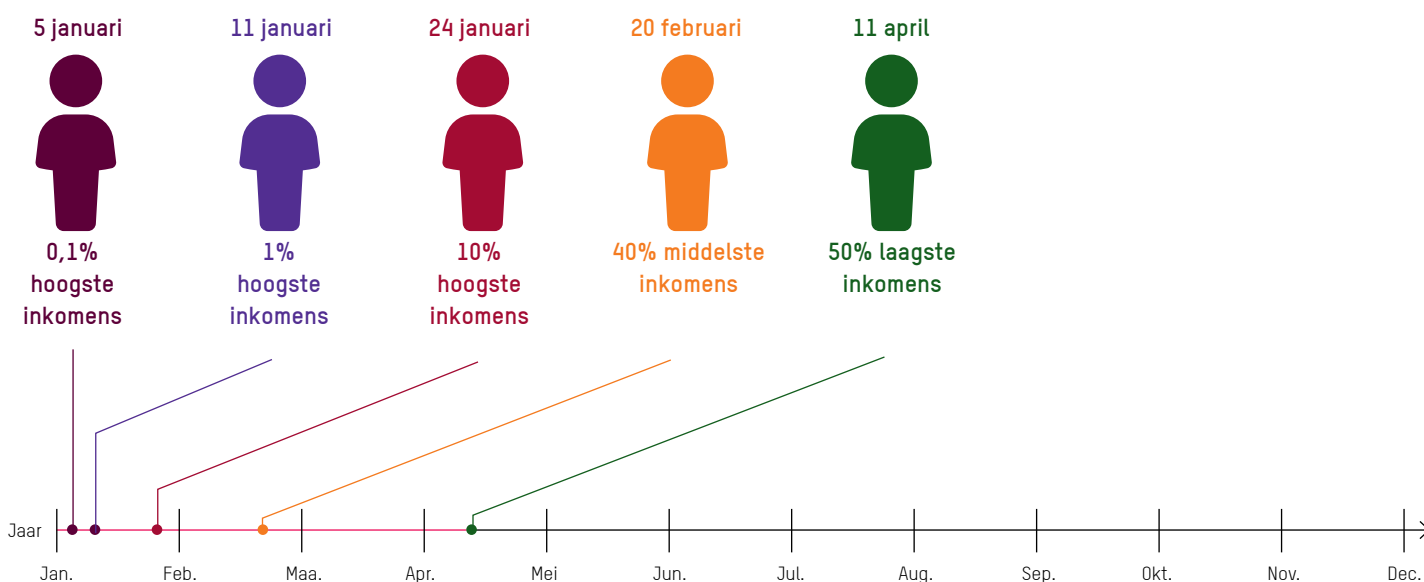 5 januari
11 januari
24 januari
20 februari
11 april
0,1%
hoogste
inkomens
1%
hoogste
inkomens
10%
hoogste
inkomens
40% middelste
inkomens
50% laagste
inkomens
Jaar
Jan.
Feb.
Maa.
Apr.
Mei
Jun.
Jul.
Aug.
Sep.
Okt.
Nov.
Dec.